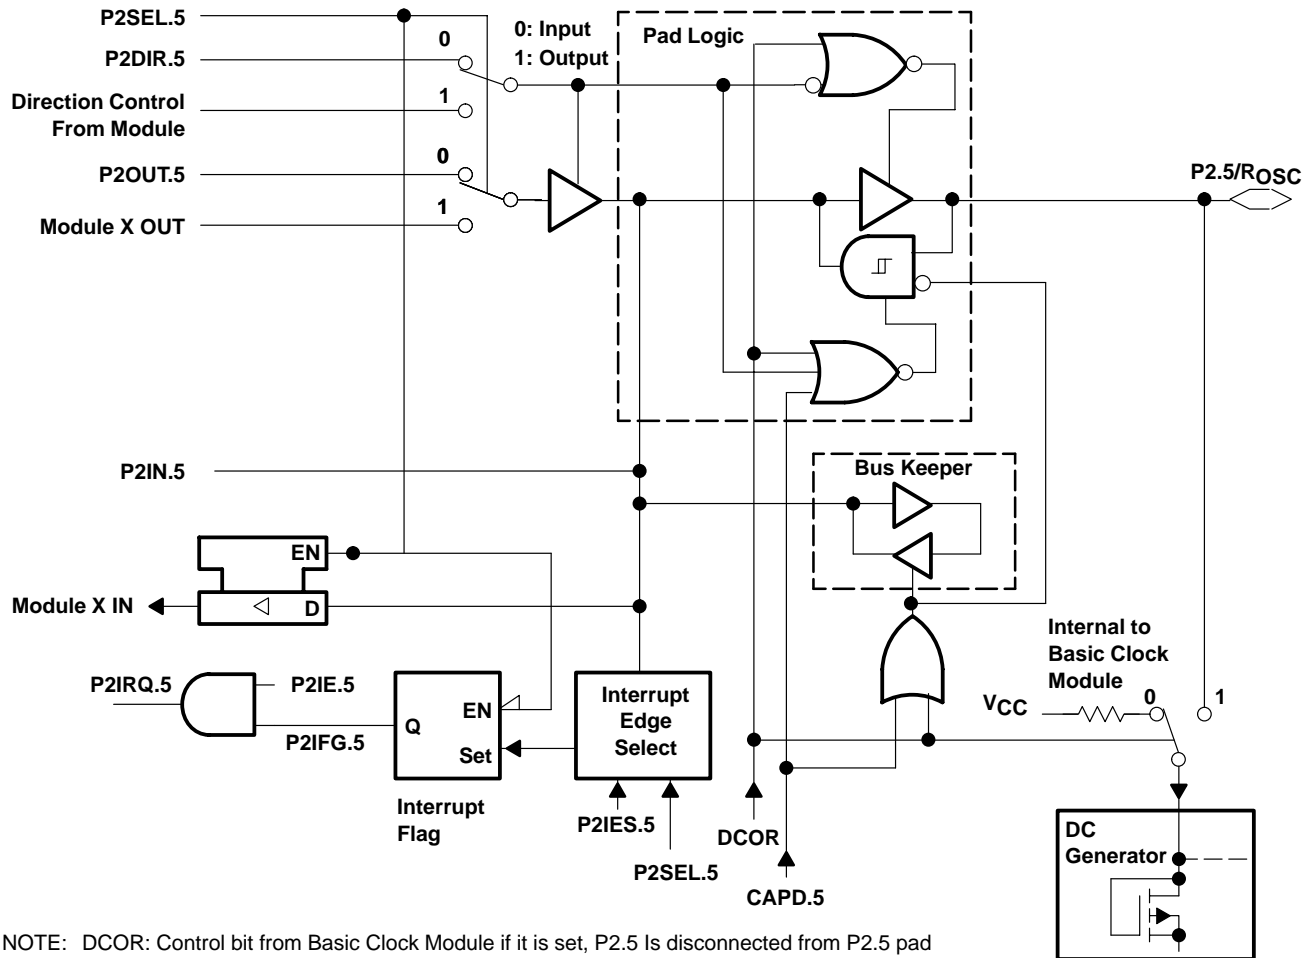 P2SEL.5
0
0: Input
1: Output
Pad Logic
P2DIR.5
Direction Control
From Module
1
P2OUT.5
0
P2.5/ROSC
Module X OUT
1
P2IN.5
Bus Keeper
EN
Module X IN
D
Internal to
Basic Clock
Module
P2IRQ.5
P2IE.5
Interrupt
Edge
Select
EN
Q
Set
P2IFG.5
VCC
0
1
Interrupt
Flag
P2IES.5
P2SEL.5
DCOR
CAPD.5
DC
Generator
NOTE: DCOR: Control bit from Basic Clock Module if it is set, P2.5 Is disconnected from P2.5 pad